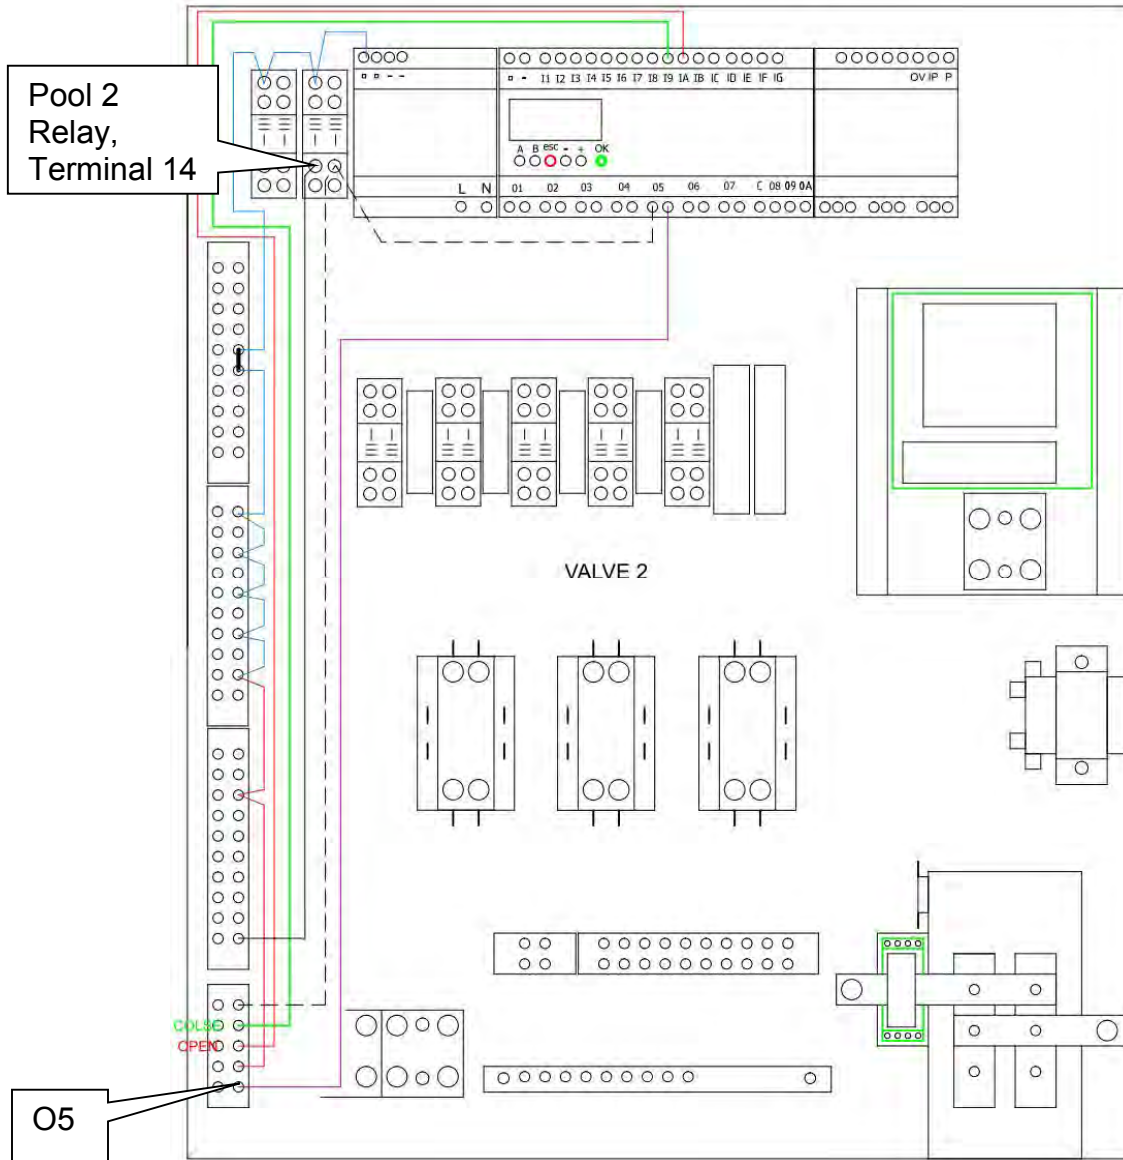 Pool 2
Relay,
Terminal 14
I1 I2 I3 I4 I5 I6 I7 I8 I9 IA IB IC ID IE IF IG
OV IP P
A B esc - + OK
L N
01 02 03 04 05 06 07 C 08 09 0A
VALVE 2
COLSE
OPEN
O5